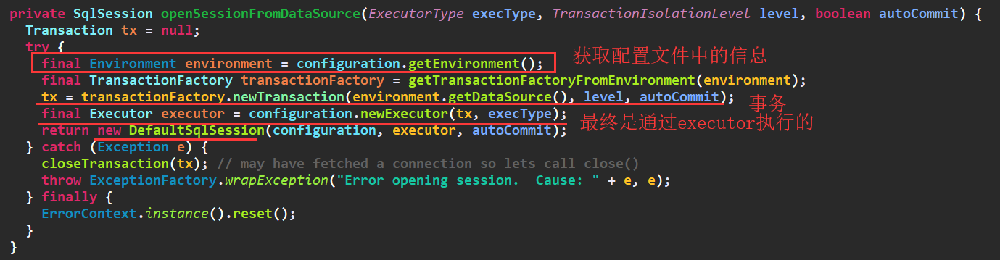 private SqlSession openSessionFromDataSource(ExecutorType execType, TransactionIsolationLevel level, boolean autoCommit) {
Transaction tx = null;
try {
final Environment environment = configuration.getEnvironment(); 获取配置文件中的信息
final TransactionFactory transactionFactory = getTransactionFactoryFromEnvironment(environment);
tx = transactionFactory.newTransaction(environment.getDataSource(), level, autoCommit); 事务
final Executor executor = configuration.newExecutor(tx, execType); 最终是通过executor执行的
return new DefaultSqlSession(configuration, executor, autoCommit);
} catch (Exception e) {
closeTransaction(tx); // may have fetched a connection so lets call close()
throw ExceptionFactory.wrapException("Error opening session.  Cause: " + e, e);
} finally {
ErrorContext.instance().reset();
}
}